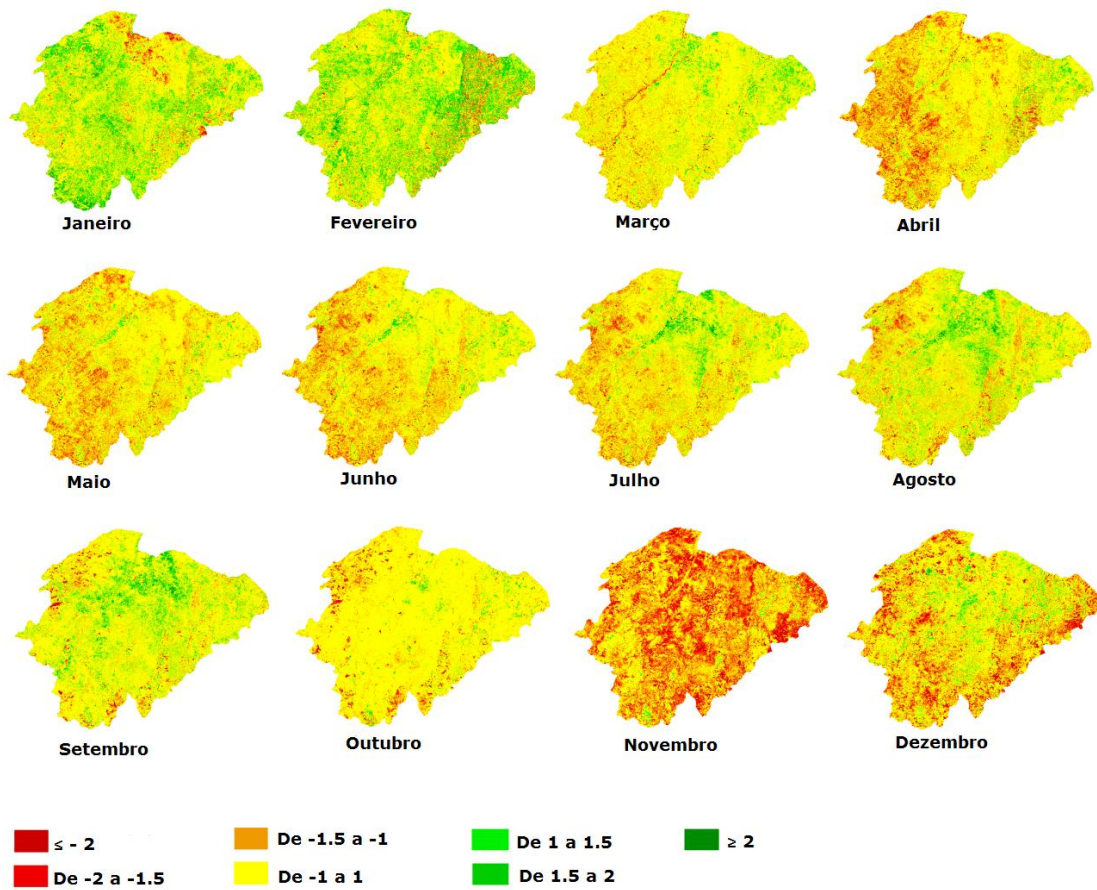 Janeiro
Fevereiro
Março
Abril
Maio
Junho
Julho
Agosto
Setembro
Outubro
Novembro
Dezembro
≤ - 2
De -1.5 a -1
De 1 a 1.5
≥ 2
De -2 a -1.5
De -1 a 1
De 1.5 a 2